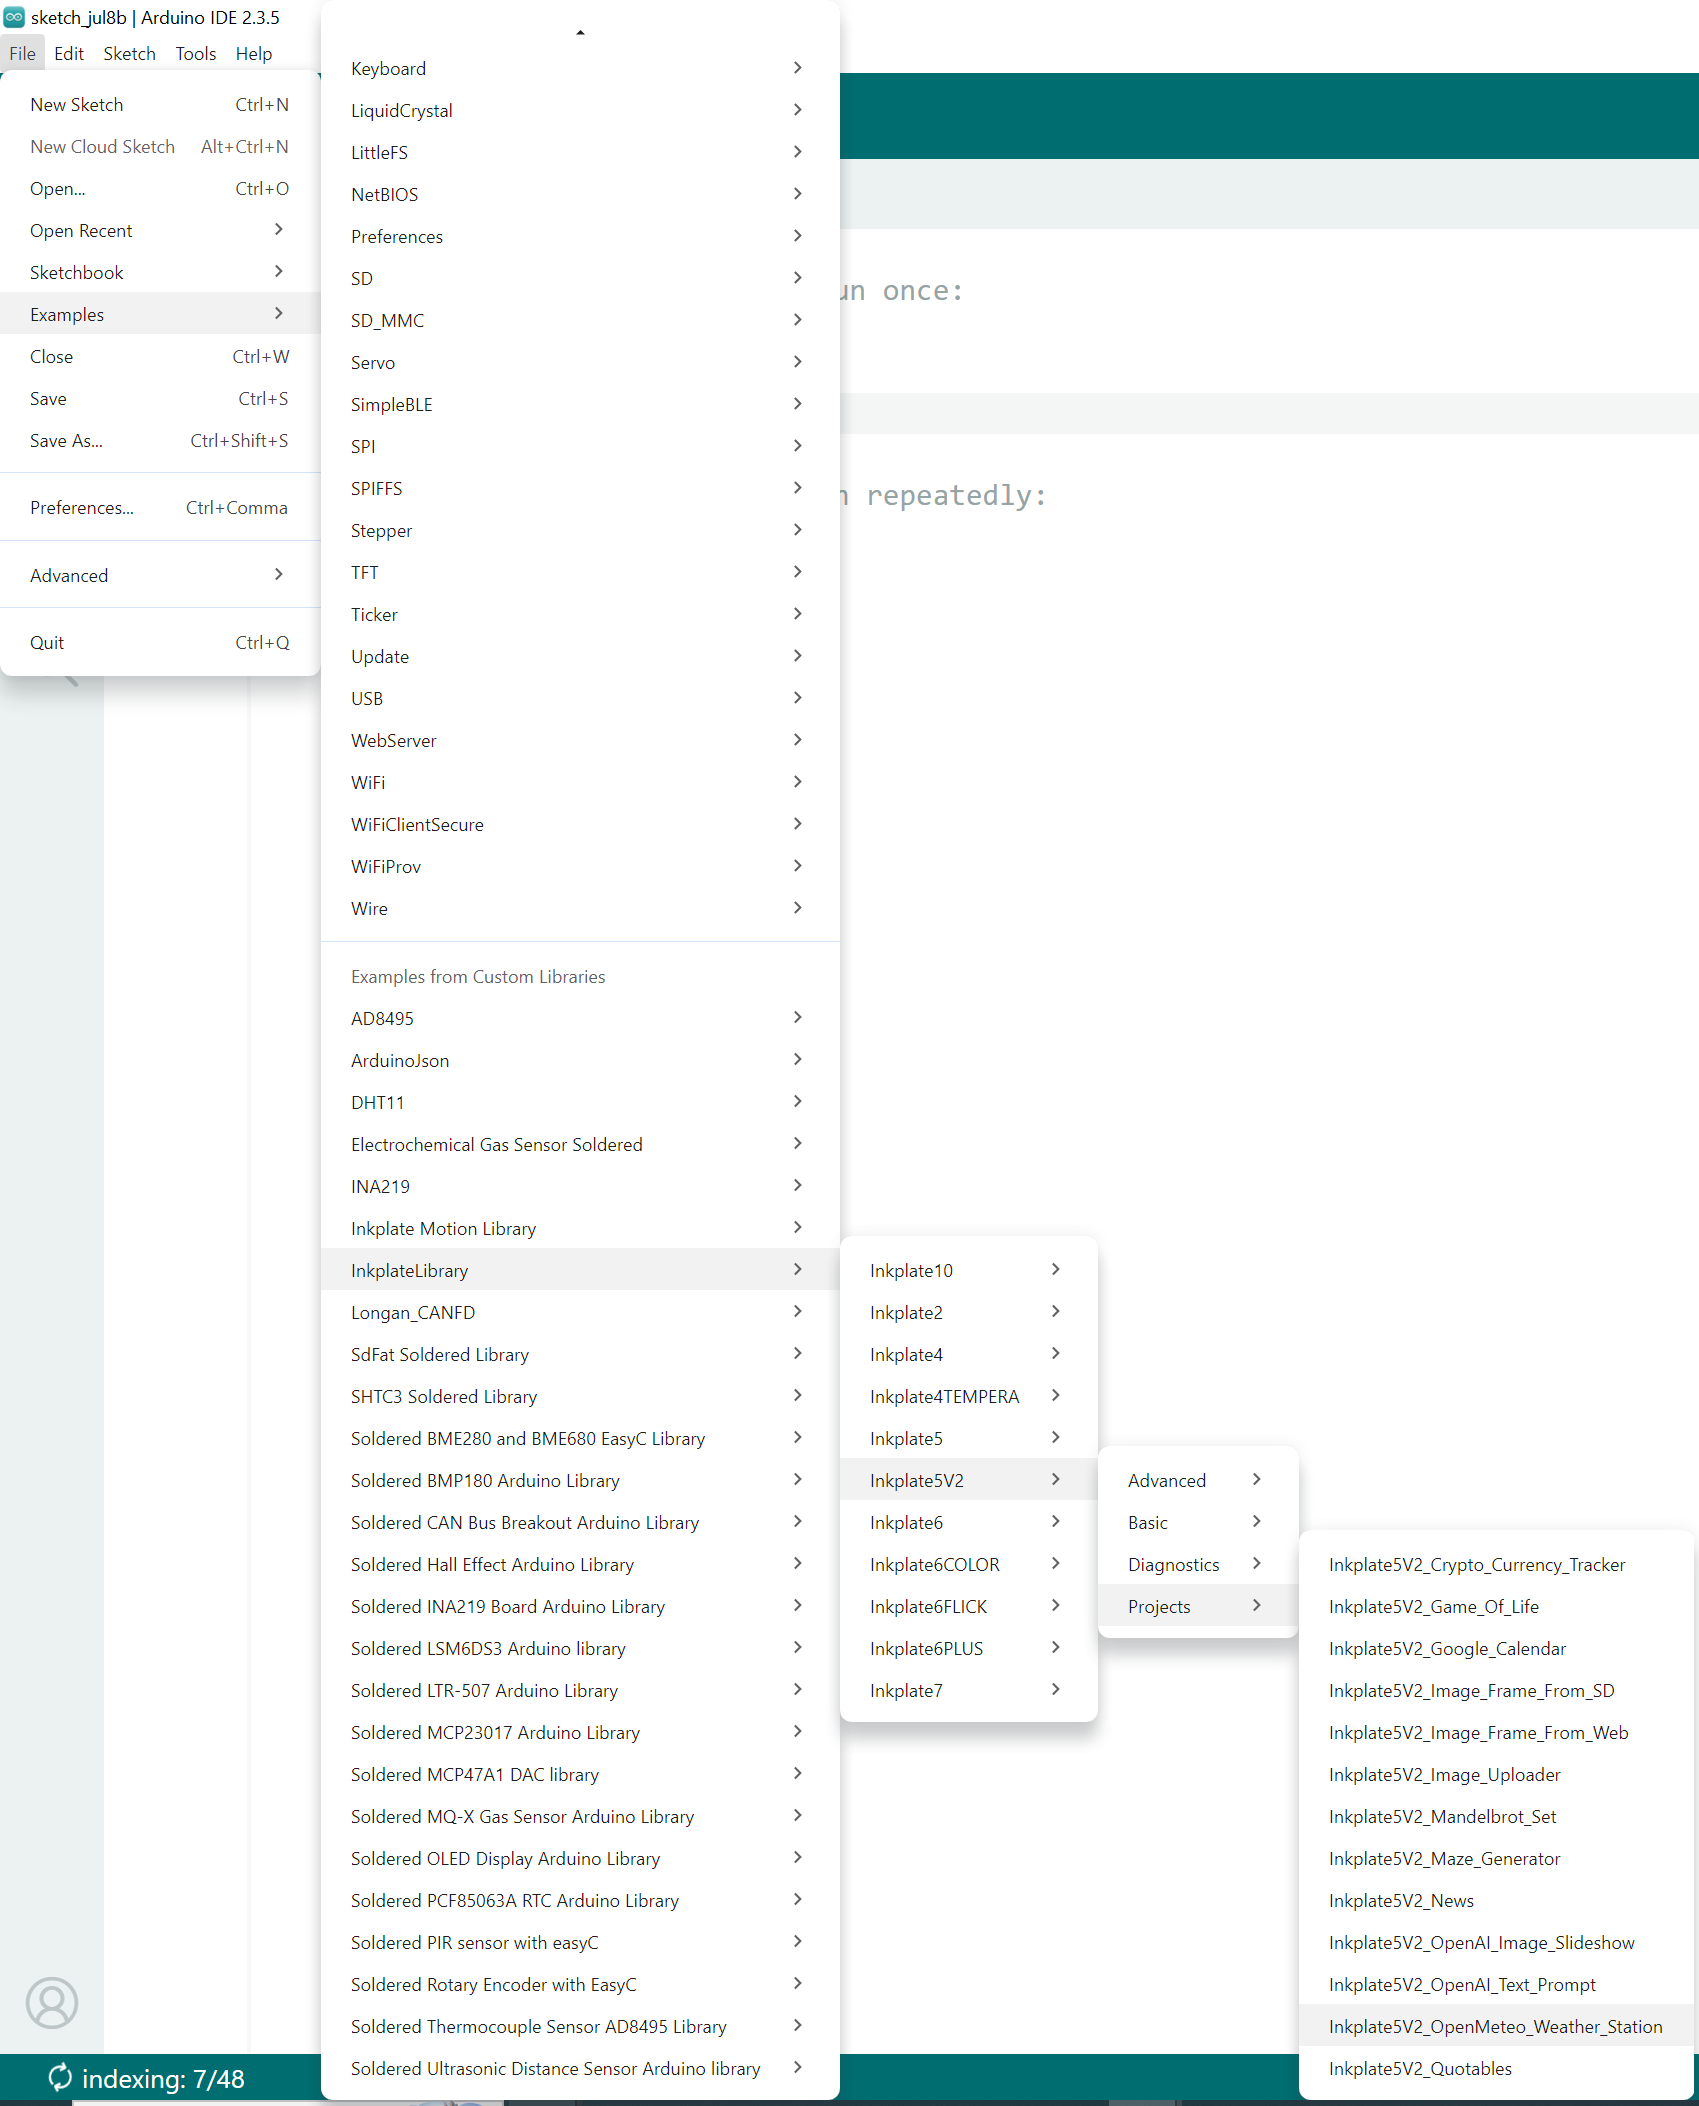 sketch_jul8b | Arduino IDE 2.3.5
File Edit Sketch Tools Help
New Sketch Ctrl+N
New Cloud Sketch Alt+Ctrl+N
Open... Ctrl+O
Open Recent
Sketchbook
Examples
Close Ctrl+W
Save Ctrl+S
Save As... Ctrl+Shift+S
Preferences... Ctrl+Comma
Advanced
Quit Ctrl+Q
Keyboard
LiquidCrystal
LittleFS
NetBIOS
Preferences
SD
SD_MMC
Servo
SimpleBLE
SPI
SPIFFS
Stepper
TFT
Ticker
Update
USB
WebServer
WiFi
WiFiClientSecure
WiFiProv
Wire
Examples from Custom Libraries
AD8495
ArduinoJson
DHT11
Electrochemical Gas Sensor Soldered
INA219
Inkplate Motion Library
InkplateLibrary
Longan_CANFD
SdFat Soldered Library
SHTC3 Soldered Library
Soldered BME280 and BME680 EasyC Library
Soldered BMP180 Arduino Library
Soldered CAN Bus Breakout Arduino Library
Soldered Hall Effect Arduino Library
Soldered INA219 Board Arduino Library
Soldered LSM6DS3 Arduino library
Soldered LTR-507 Arduino Library
Soldered MCP23017 Arduino Library
Soldered MCP47A1 DAC library
Soldered MQ-X Gas Sensor Arduino Library
Soldered OLED Display Arduino Library
Soldered PCF85063A RTC Arduino Library
Soldered PIR sensor with easyC
Soldered Rotary Encoder with EasyC
Soldered Thermocouple Sensor AD8495 Library
Soldered Ultrasonic Distance Sensor Arduino library
Inkplate10
Inkplate2
Inkplate4
Inkplate4TEMPERA
Inkplate5
Inkplate5V2
Inkplate6
Inkplate6COLOR
Inkplate6FLICK
Inkplate6PLUS
Inkplate7
Advanced
Basic
Diagnostics
Projects
Inkplate5V2_Crypto_Currency_Tracker
Inkplate5V2_Game_Of_Life
Inkplate5V2_Google_Calendar
Inkplate5V2_Image_Frame_From_SD
Inkplate5V2_Image_Frame_From_Web
Inkplate5V2_Image_Uploader
Inkplate5V2_Mandelbrot_Set
Inkplate5V2_Maze_Generator
Inkplate5V2_News
Inkplate5V2_OpenAI_Image_Slideshow
Inkplate5V2_OpenAI_Text_Prompt
Inkplate5V2_OpenMeteo_Weather_Station
Inkplate5V2_Quotables
un once:
n repeatedly:
indexing: 7/48